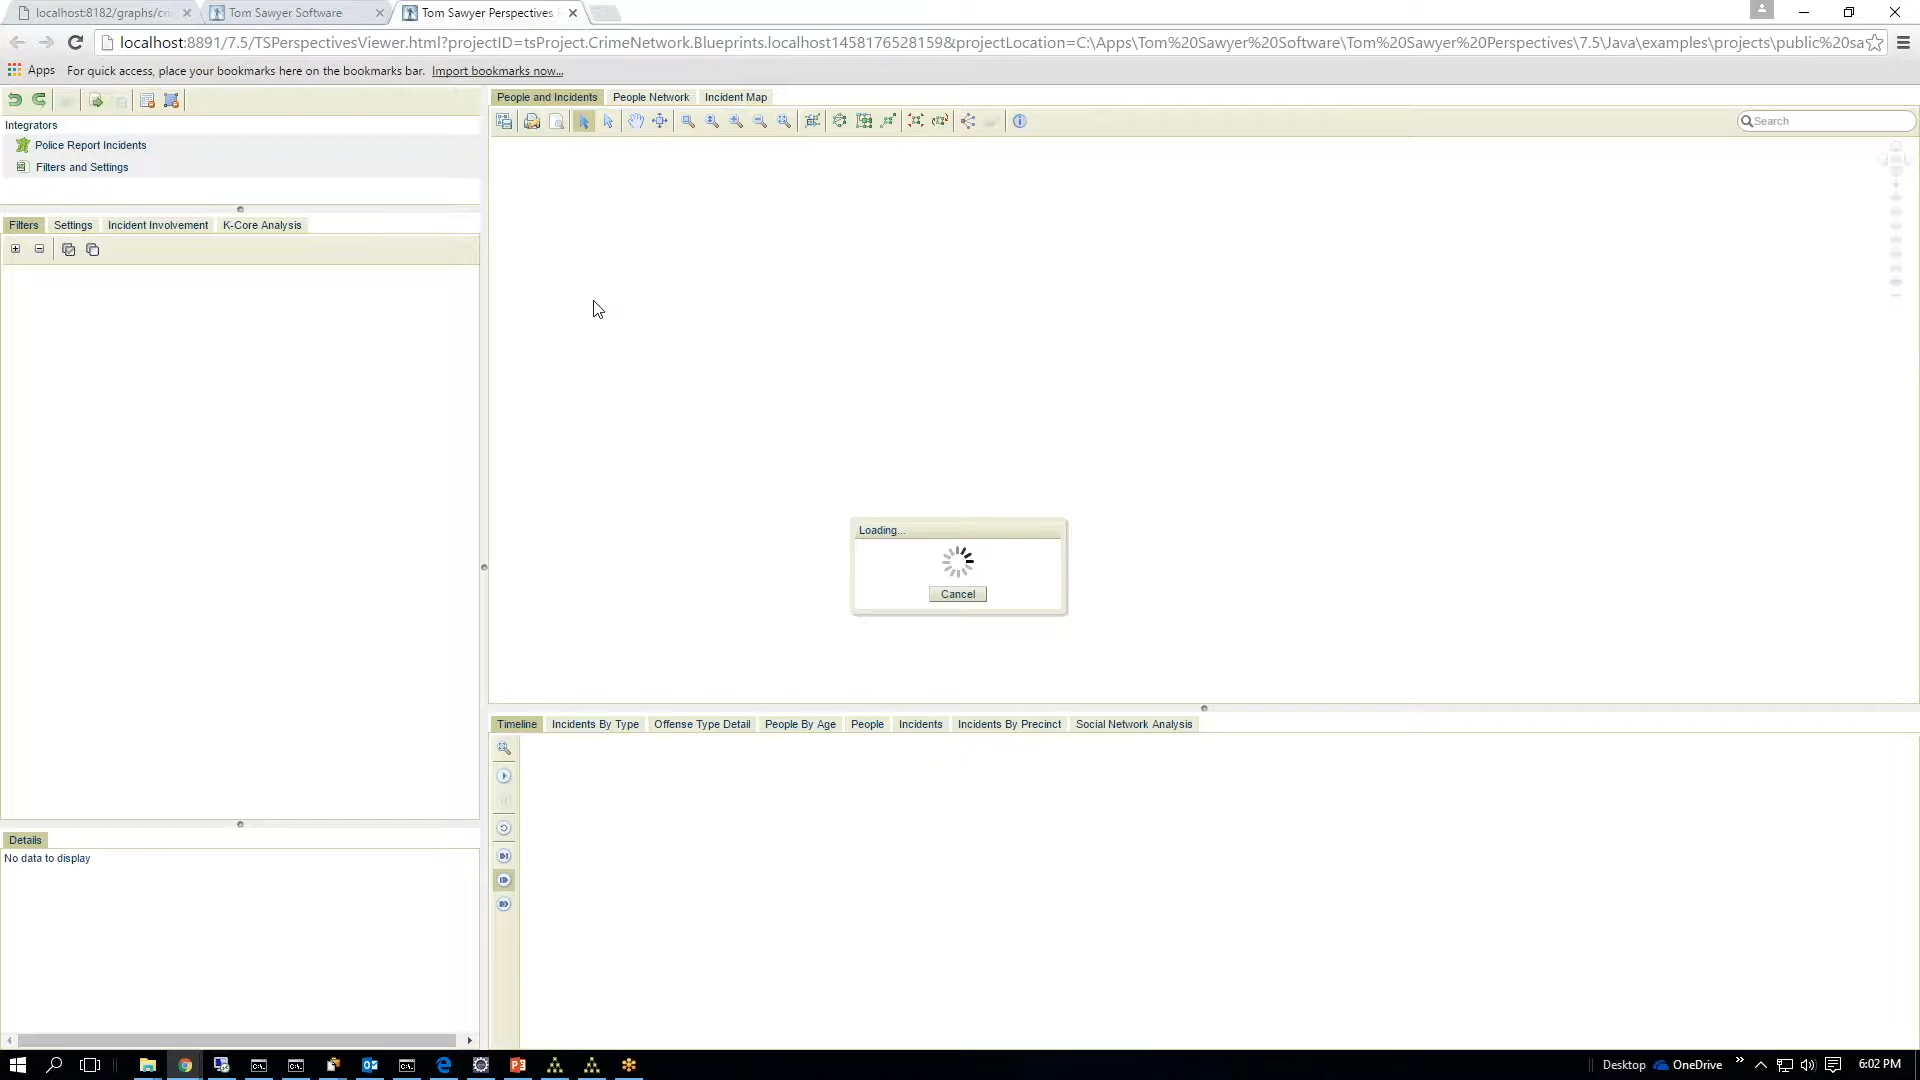 localhost:8182/graphs/cri
Tom Sawyer Software
Tom Sawyer Perspectives
localhost:8891/7.5/TSPerspectivesViewer.html?projectID=tsProject.CrimeNetwork.Blueprints.localhost1458176528159&projectLocation=C:\Apps\Tom%20Sawyer%20Software\Tom%20Sawyer%20Perspectives\7.5\Java\examples\projects\public%20sa
Apps For quick access, place your bookmarks here on the bookmarks bar. Import bookmarks now...
People and Incidents People Network Incident Map
Search
Integrators
Police Report Incidents
Filters and Settings
Filters Settings Incident Involvement K-Core Analysis
Loading...
Cancel
Timeline Incidents By Type Offense Type Detail People By Age People Incidents Incidents By Precinct Social Network Analysis
Details
No data to display
Desktop OneDrive 6:02 PM